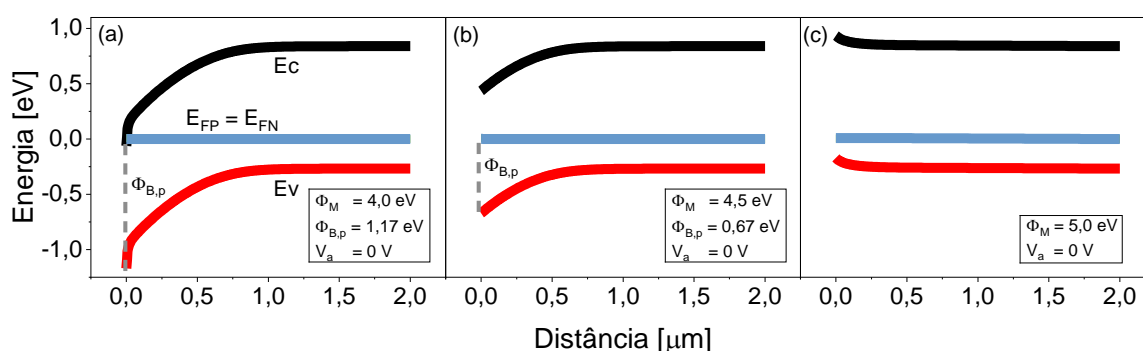 (a)
(b)
(c)
Energia [eV]
1,0
0,5
0,0
-0,5
-1,0
Ec
E_FP = E_FN
Φ_B,p
Ev
Φ_M = 4,0 eV
Φ_B,p = 1,17 eV
V_a = 0 V
Φ_B,p
Φ_M = 4,5 eV
Φ_B,p = 0,67 eV
V_a = 0 V
Φ_M = 5,0 eV
V_a = 0 V
0,0 0,5 1,0 1,5 2,0
0,0 0,5 1,0 1,5 2,0
0,0 0,5 1,0 1,5 2,0
Distância [μm]